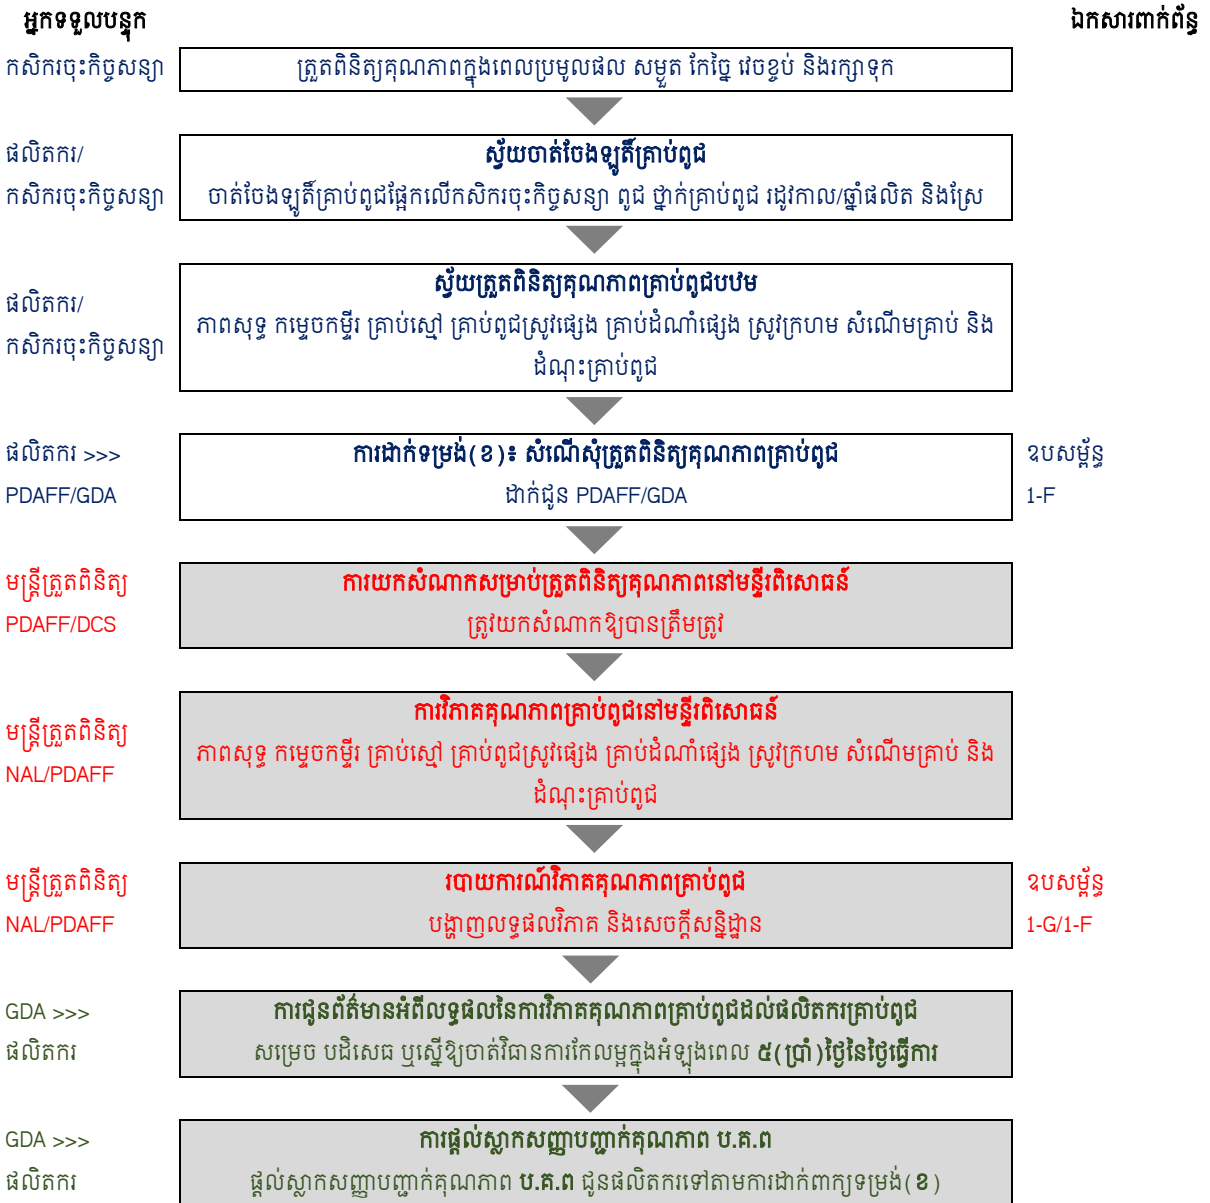 អ្នកទទួលបន្ទុក
ឯកសារពាក់ព័ន្ធ
កសិករចុះកិច្ចសន្យា
ត្រួតពិនិត្យគុណភាពក្នុងពេលប្រមូលផល សម្ងួត កែច្នៃ វេចខ្ចប់ និងរក្សាទុក
ផលិតករ/
កសិករចុះកិច្ចសន្យា
ស្វ័យចាត់ចែងឡូត៍គ្រាប់ពូជ
ចាត់ចែងឡូត៍គ្រាប់ពូជផ្អែកលើកសិករចុះកិច្ចសន្យា ពូជ ថ្នាក់គ្រាប់ពូជ រដូវកាល/ឆ្នាំផលិត និងស្រែ
ផលិតករ/
កសិករចុះកិច្ចសន្យា
ស្វ័យត្រួតពិនិត្យគុណភាពគ្រាប់ពូជបឋម
ភាពសុទ្ធ កម្ទេចកម្ទីរ គ្រាប់ស្មៅ គ្រាប់ពូជស្រូវផ្សេង គ្រាប់ដំណាំផ្សេង ស្រូវក្រហម សំណើមគ្រាប់ និង
ដំណុះគ្រាប់ពូជ
ផលិតករ >>>
PDAFF/GDA
ការដាក់ទម្រង់(ខ)៖ សំណើសុំត្រួតពិនិត្យគុណភាពគ្រាប់ពូជ
ដាក់ជូន PDAFF/GDA
ឧបសម្ព័ន្ធ
1-F
មន្ត្រីត្រួតពិនិត្យ
PDAFF/DCS
ការយកសំណាកសម្រាប់ត្រួតពិនិត្យគុណភាពនៅមន្ទីរពិសោធន៍
ត្រូវយកសំណាកឱ្យបានត្រឹមត្រូវ
មន្ត្រីត្រួតពិនិត្យ
NAL/PDAFF
ការវិភាគគុណភាពគ្រាប់ពូជនៅមន្ទីរពិសោធន៍
ភាពសុទ្ធ កម្ទេចកម្ទីរ គ្រាប់ស្មៅ គ្រាប់ពូជស្រូវផ្សេង គ្រាប់ដំណាំផ្សេង ស្រូវក្រហម សំណើមគ្រាប់ និង
ដំណុះគ្រាប់ពូជ
មន្ត្រីត្រួតពិនិត្យ
NAL/PDAFF
របាយការណ៍វិភាគគុណភាពគ្រាប់ពូជ
បង្ហាញលទ្ធផលវិភាគ និងសេចក្តីសន្និដ្ឋាន
ឧបសម្ព័ន្ធ
1-G/1-F
GDA >>>
ផលិតករ
ការជូនព័ត៌មានអំពីលទ្ធផលនៃការវិភាគគុណភាពគ្រាប់ពូជដល់ផលិតករគ្រាប់ពូជ
សម្រេច បដិសេធ ឬស្នើឱ្យចាត់វិធានការកែលម្អក្នុងអំឡុងពេល ៥(ប្រាំ)ថ្ងៃនៃថ្ងៃធ្វើការ
GDA >>>
ផលិតករ
ការផ្តល់ស្លាកសញ្ញាបញ្ជាក់គុណភាព ប.គ.ព
ផ្តល់ស្លាកសញ្ញាបញ្ជាក់គុណភាព ប.គ.ព ជូនផលិតករទៅតាមការដាក់ពាក្យទម្រង់(ខ)